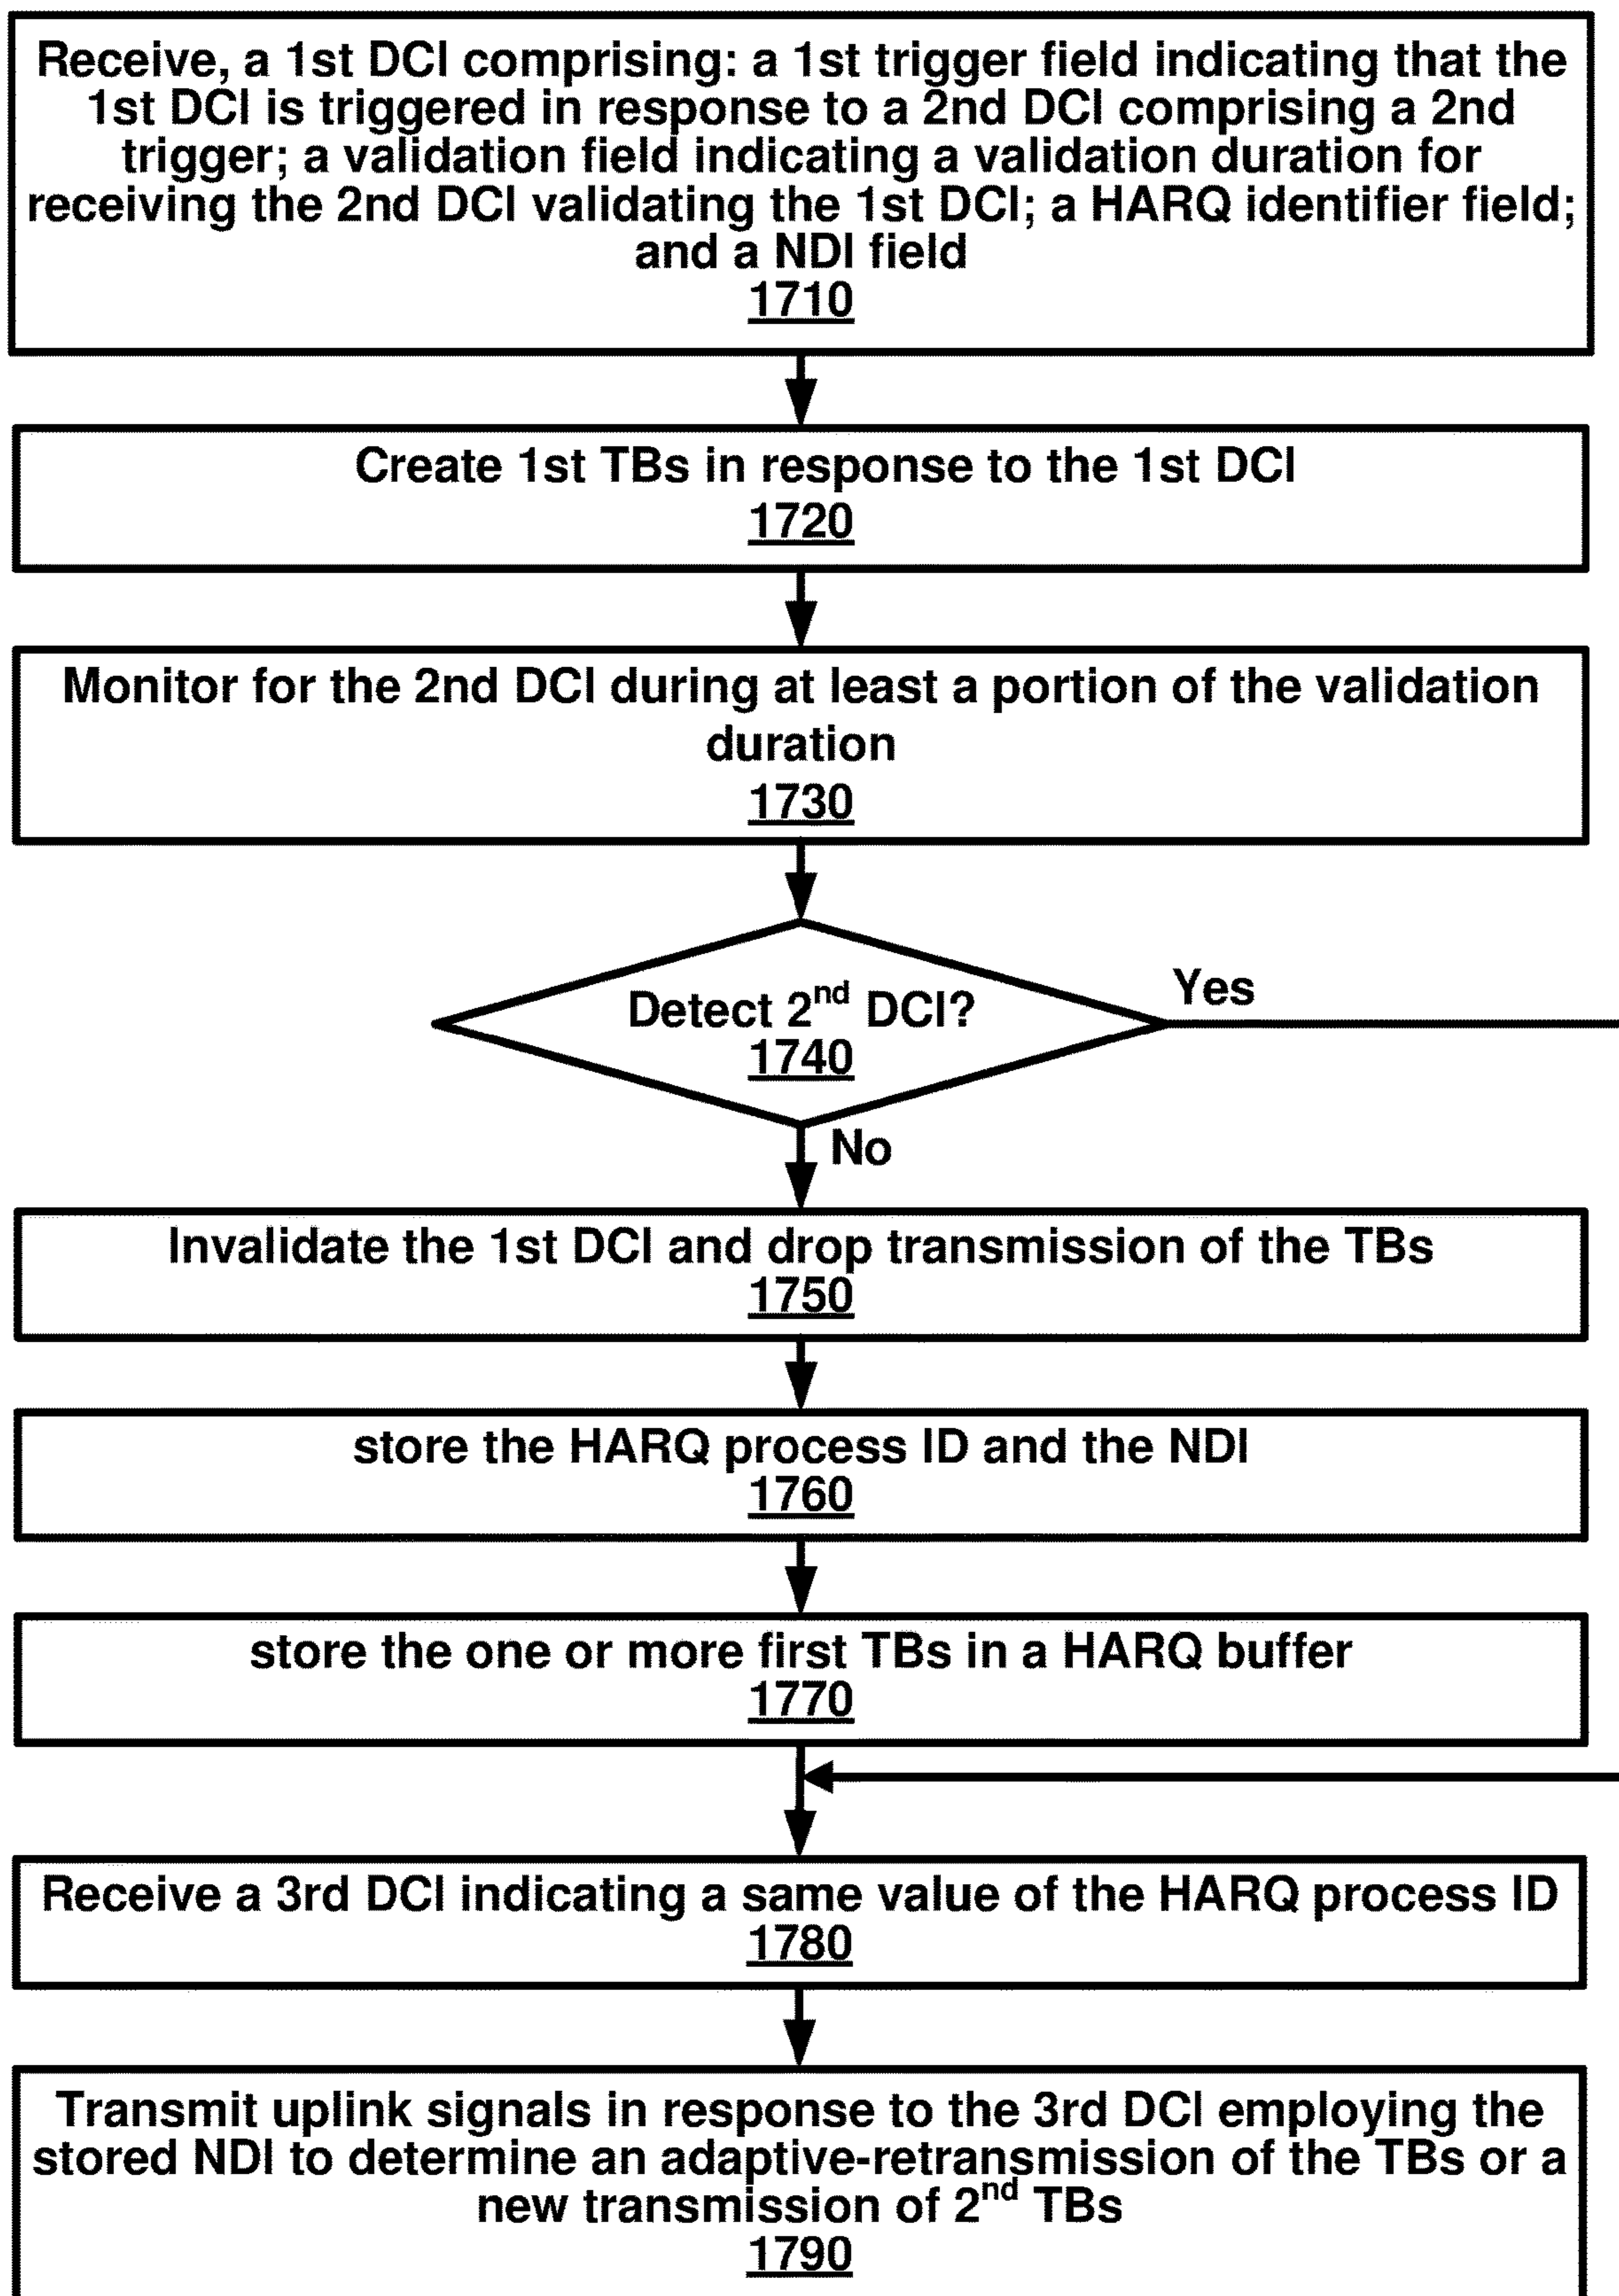 Receive, a 1st DCI comprising: a 1st trigger field indicating that the
1st DCI is triggered in response to a 2nd DCI comprising a 2nd
trigger; a validation field indicating a validation duration for
receiving the 2nd DCI validating the 1st DCI; a HARQ identifier field;
and a NDI field
1710
Create 1st TBs in response to the 1st DCI
1720
Monitor for the 2nd DCI during at least a portion of the validation
duration
1730
Detect 2nd DCI?
1740
Yes
No
Invalidate the 1st DCI and drop transmission of the TBs
1750
store the HARQ process ID and the NDI
1760
store the one or more first TBs in a HARQ buffer
1770
Receive a 3rd DCI indicating a same value of the HARQ process ID
1780
Transmit uplink signals in response to the 3rd DCI employing the
stored NDI to determine an adaptive-retransmission of the TBs or a
new transmission of 2nd TBs
1790